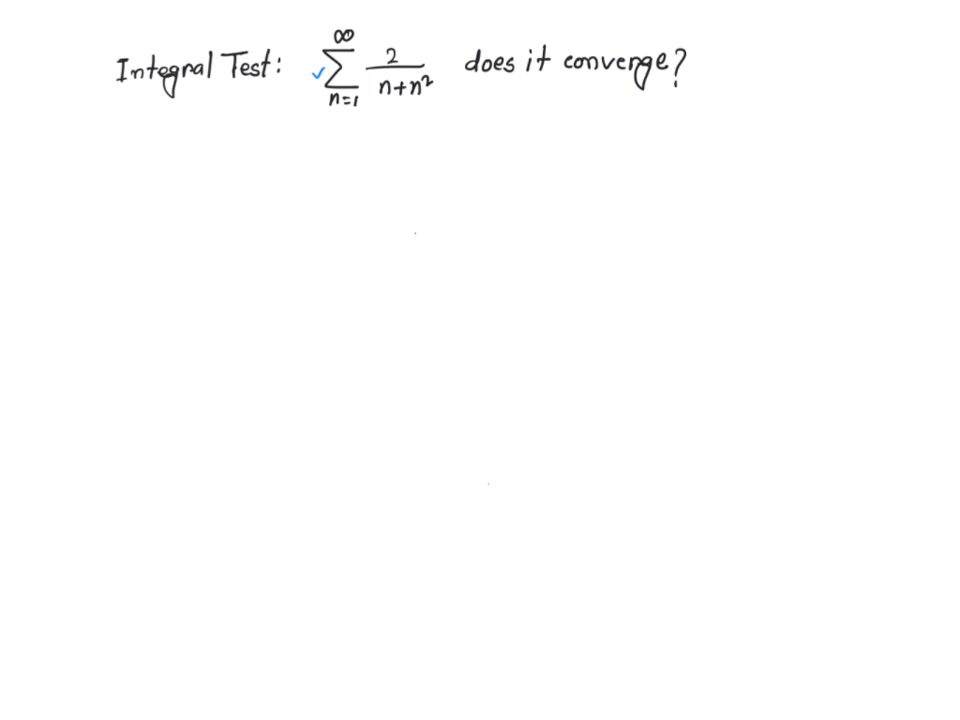 Integral Test: ✓ ∑_{n=1}^{∞} 2/(n+n²) does it converge?